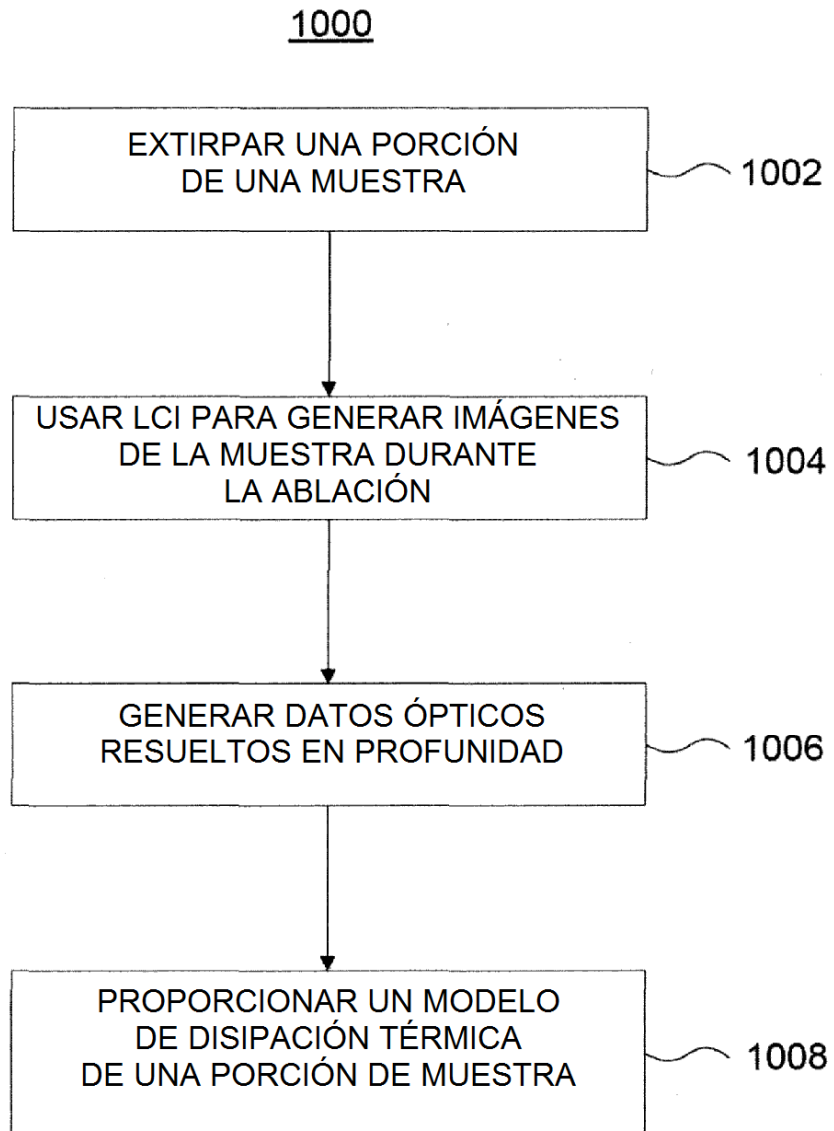 1000
EXTIRPAR UNA PORCIÓN
DE UNA MUESTRA
1002
USAR LCI PARA GENERAR IMÁGENES
DE LA MUESTRA DURANTE
LA ABLACIÓN
1004
GENERAR DATOS ÓPTICOS
RESUELTOS EN PROFUNIDAD
1006
PROPORCIONAR UN MODELO
DE DISIPACIÓN TÉRMICA
DE UNA PORCIÓN DE MUESTRA
1008